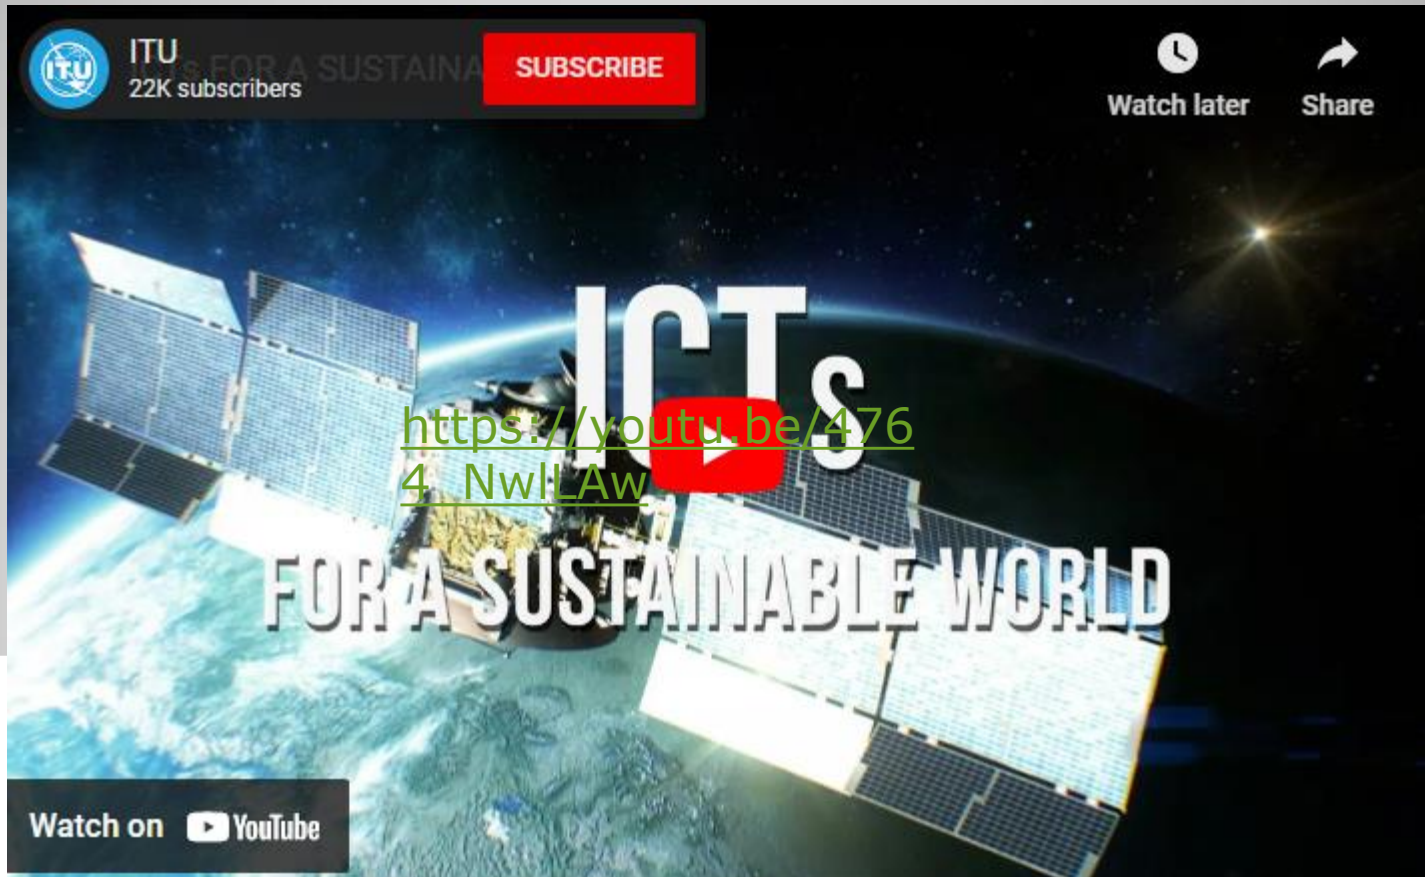 ITU
22K subscribers
SUBSCRIBE
Watch later
Share
ICTs
https://youtu.be/476
4_NwlLAw
FOR A SUSTAINABLE WORLD
Watch on YouTube